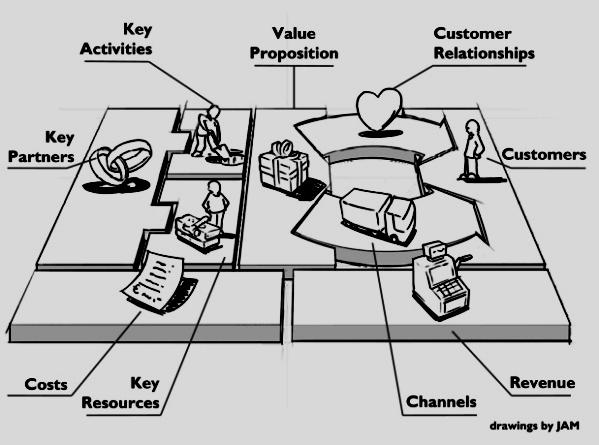 Key
Activities
Value
Proposition
Customer
Relationships
Key
Partners
Customers
Costs
Key
Resources
Channels
Revenue
drawings by JAM